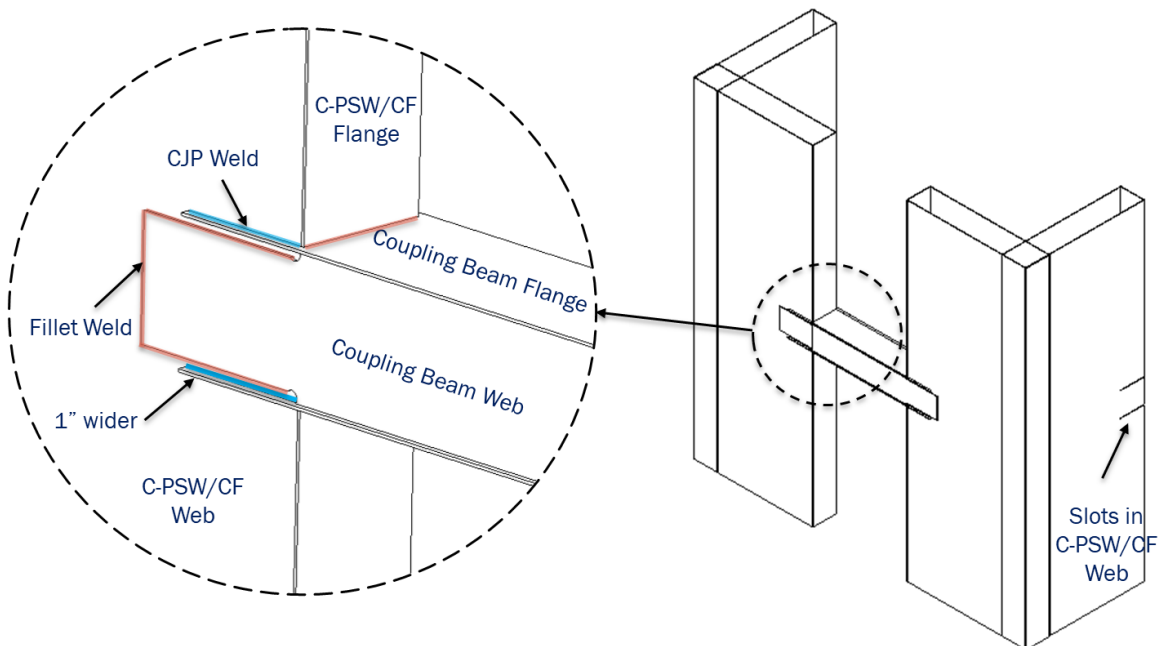 C-PSW/CF
Flange
CJP Weld
Coupling Beam Flange
Fillet Weld
Coupling Beam Web
1” wider
C-PSW/CF
Web
Slots in
C-PSW/CF
Web